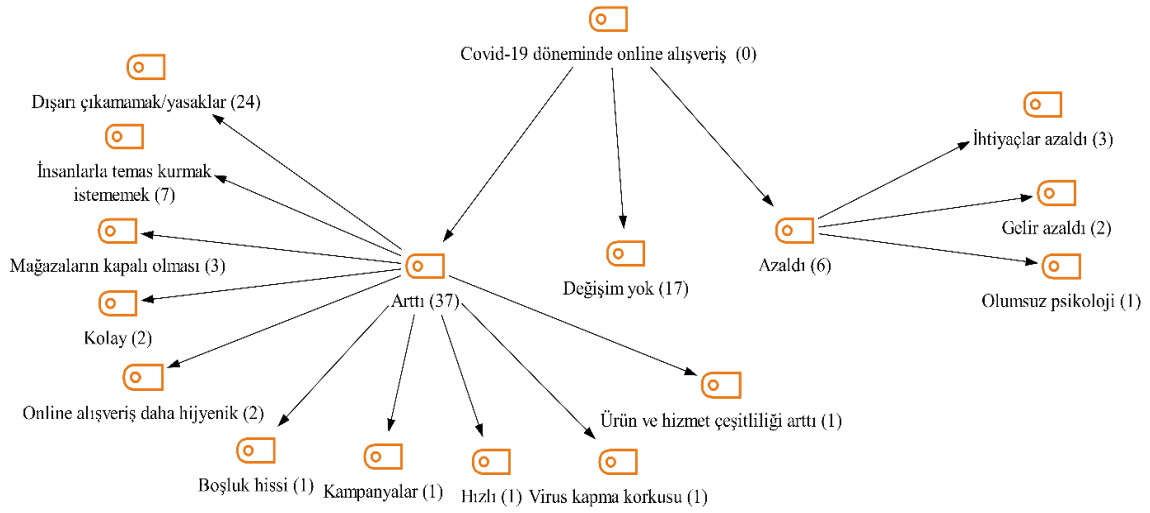 Covid-19 döneminde online alışveriş (0)
Dışarı çıkamamak/yasaklar (24)
İnsanlarla temas kurmak
istememek (7)
Mağazaların kapalı olması (3)
Kolay (2)
Online alışveriş daha hijyenik (2)
Boşluk hissi (1)
Kampanyalar (1)
Hızlı (1)
Virus kapma korkusu (1)
Ürün ve hizmet çeşitliliği arttı (1)
Arttı (37)
Değişim yok (17)
Azaldı (6)
İhtiyaçlar azaldı (3)
Gelir azaldı (2)
Olumsuz psikoloji (1)